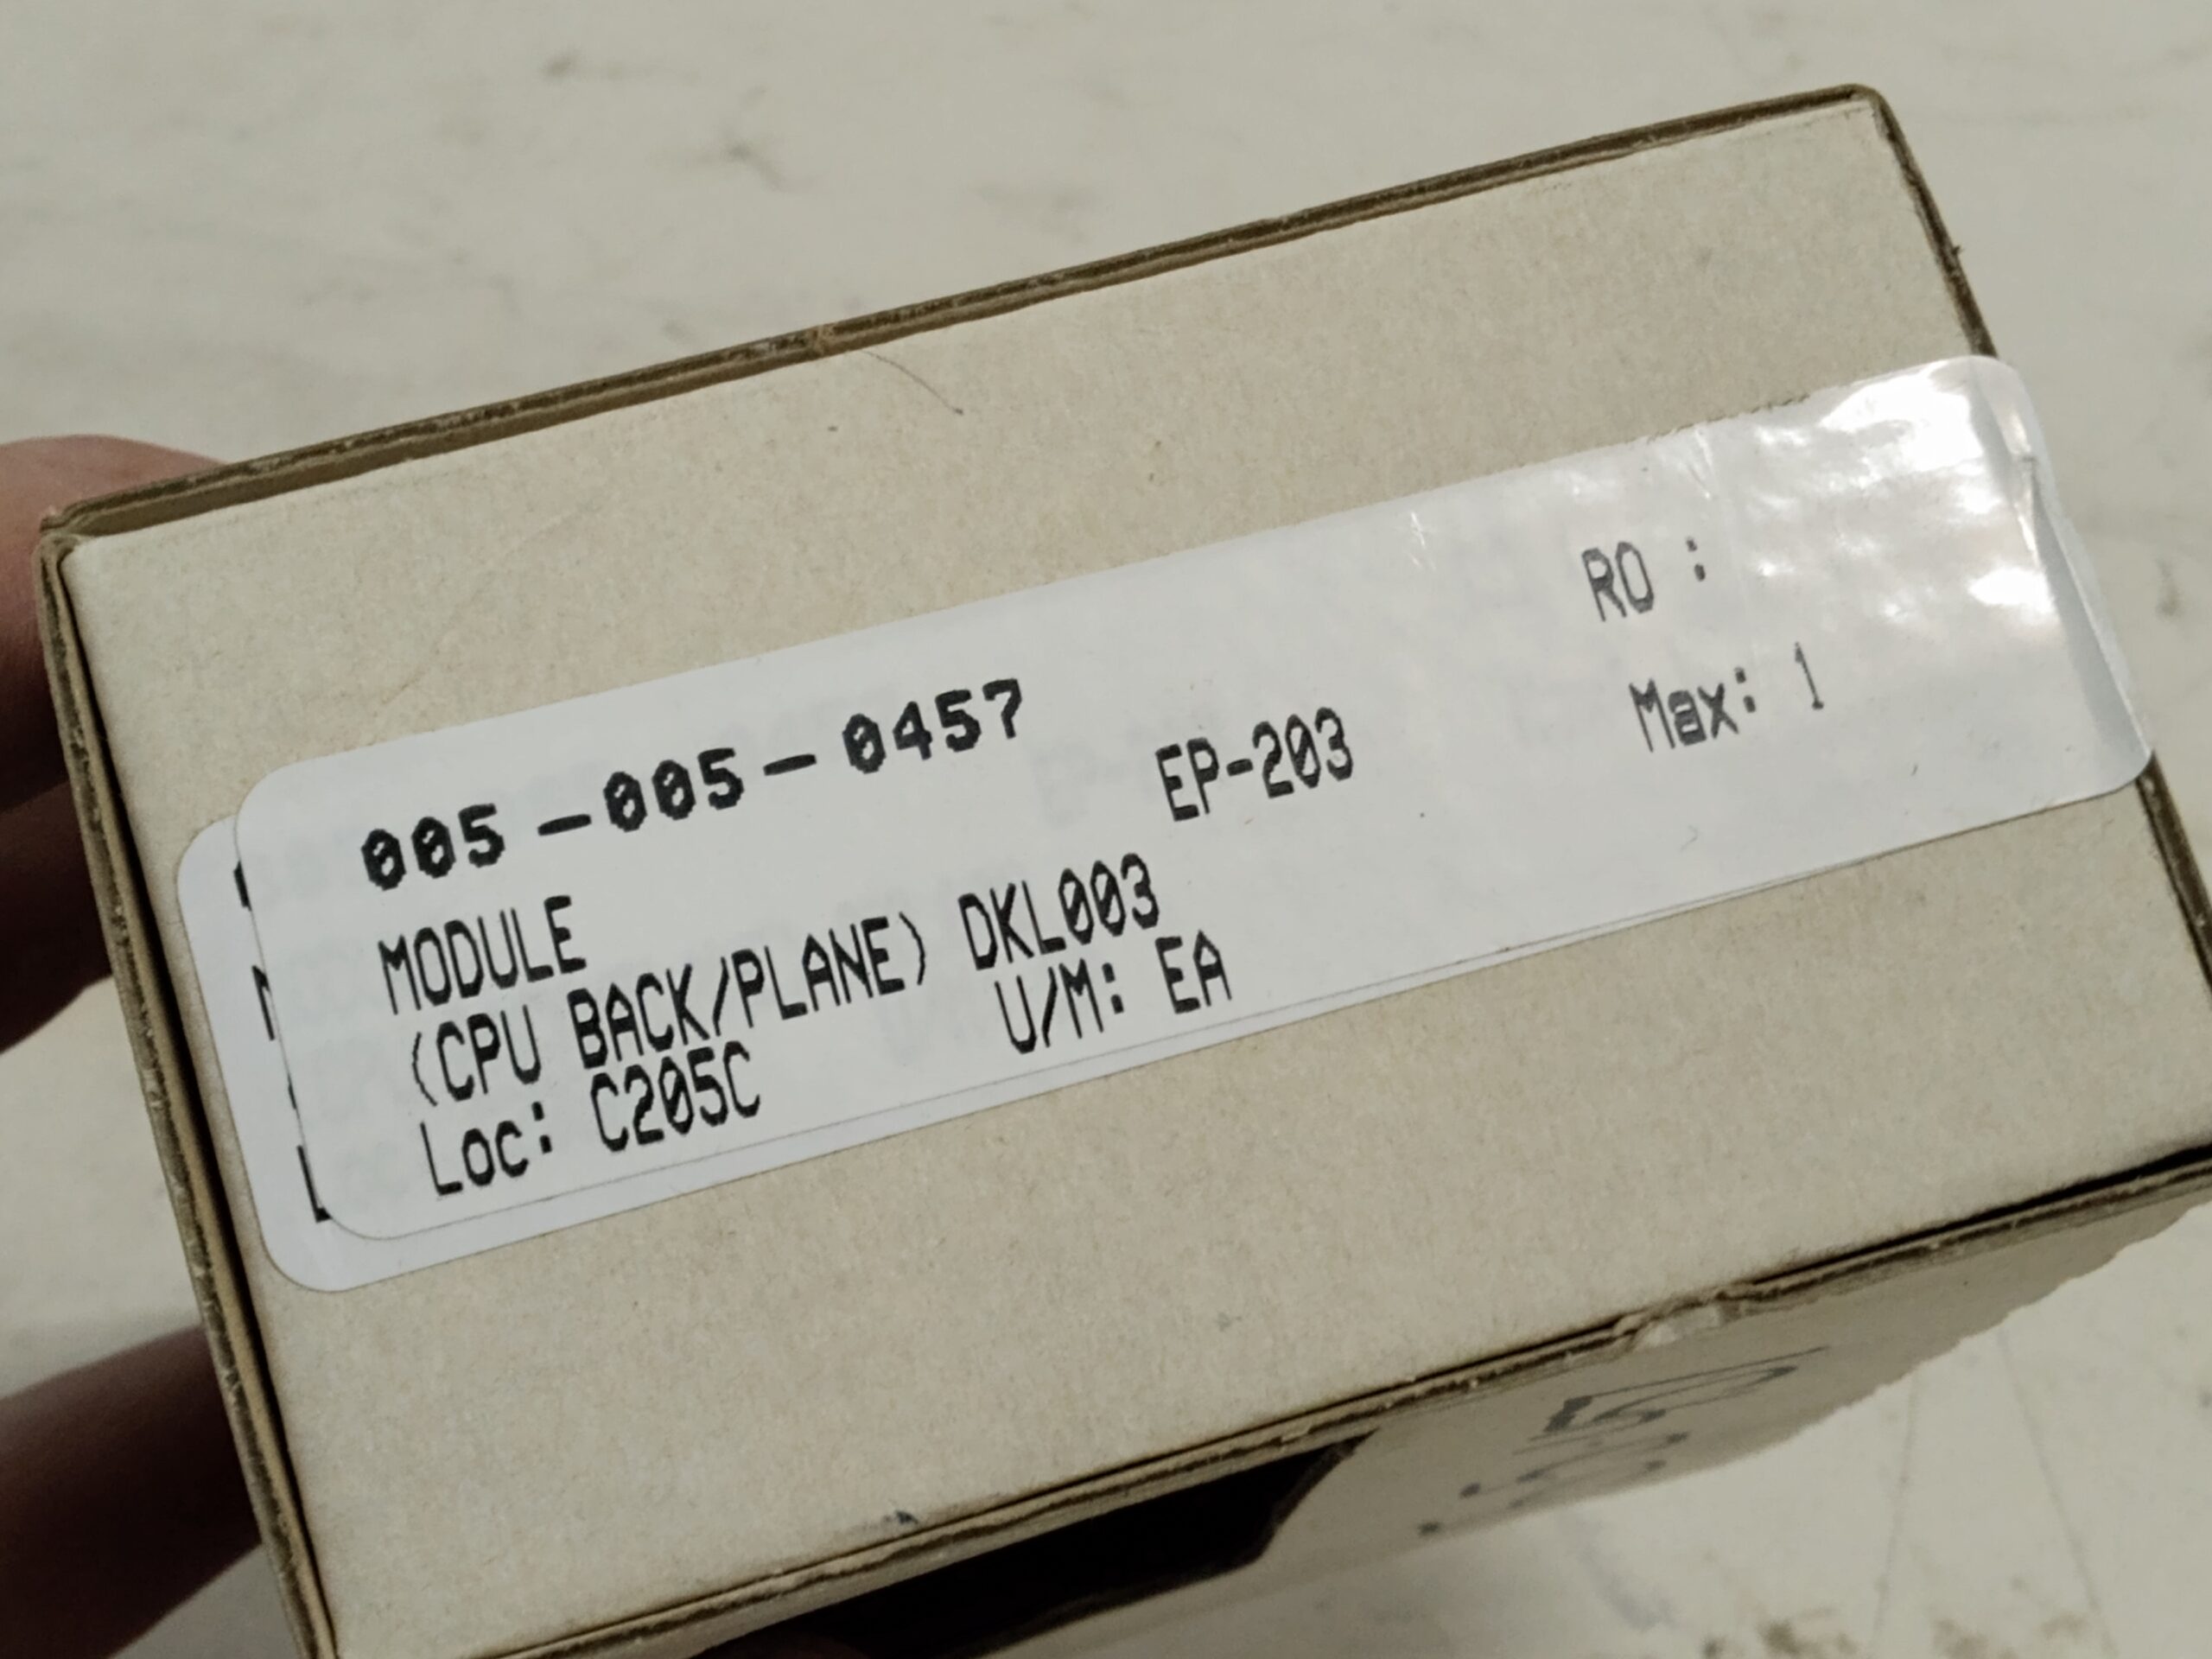 005-005-0457
EP-203
RO :
Max: 1
MODULE
(CPU BACK/PLANE) DKL003
Loc: C205C U/M: EA